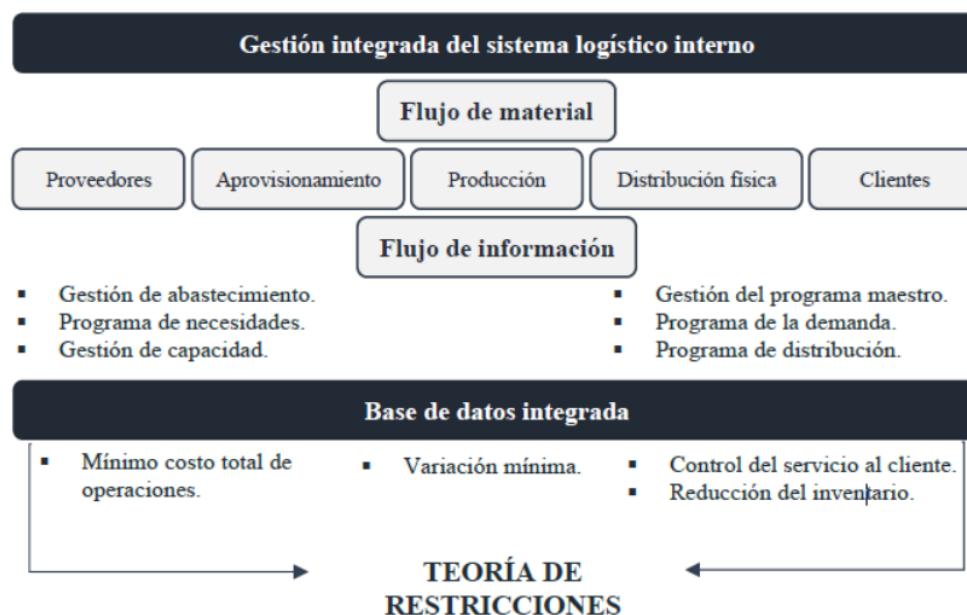 Gestión integrada del sistema logístico interno
Flujo de material
Proveedores
Aprovisionamiento
Producción
Distribución física
Clientes
Flujo de información
▪ Gestión de abastecimiento.
▪ Programa de necesidades.
▪ Gestión de capacidad.
▪ Gestión del programa maestro.
▪ Programa de la demanda.
▪ Programa de distribución.
Base de datos integrada
▪ Mínimo costo total de
operaciones.
▪ Variación mínima.
▪ Control del servicio al cliente.
▪ Reducción del inventario.
TEORÍA DE
RESTRICCIONES